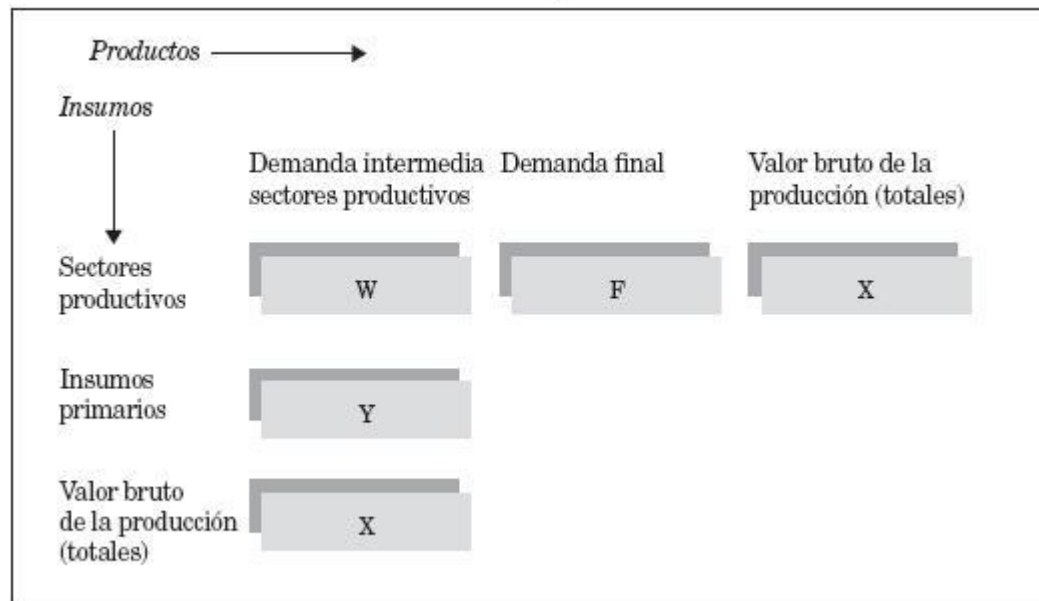 Productos
Insumos
Demanda intermedia
sectores productivos
Demanda final
Valor bruto de la
producción (totales)
Sectores
productivos
W
F
X
Insumos
primarios
Y
Valor bruto
de la producción
(totales)
X